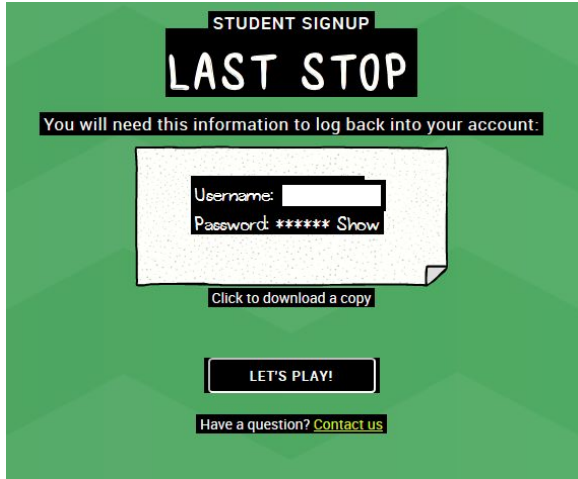 STUDENT SIGNUP
LAST STOP
You will need this information to log back into your account:
Username:
Password: ****** Show
Click to download a copy
LET'S PLAY!
Have a question? Contact us